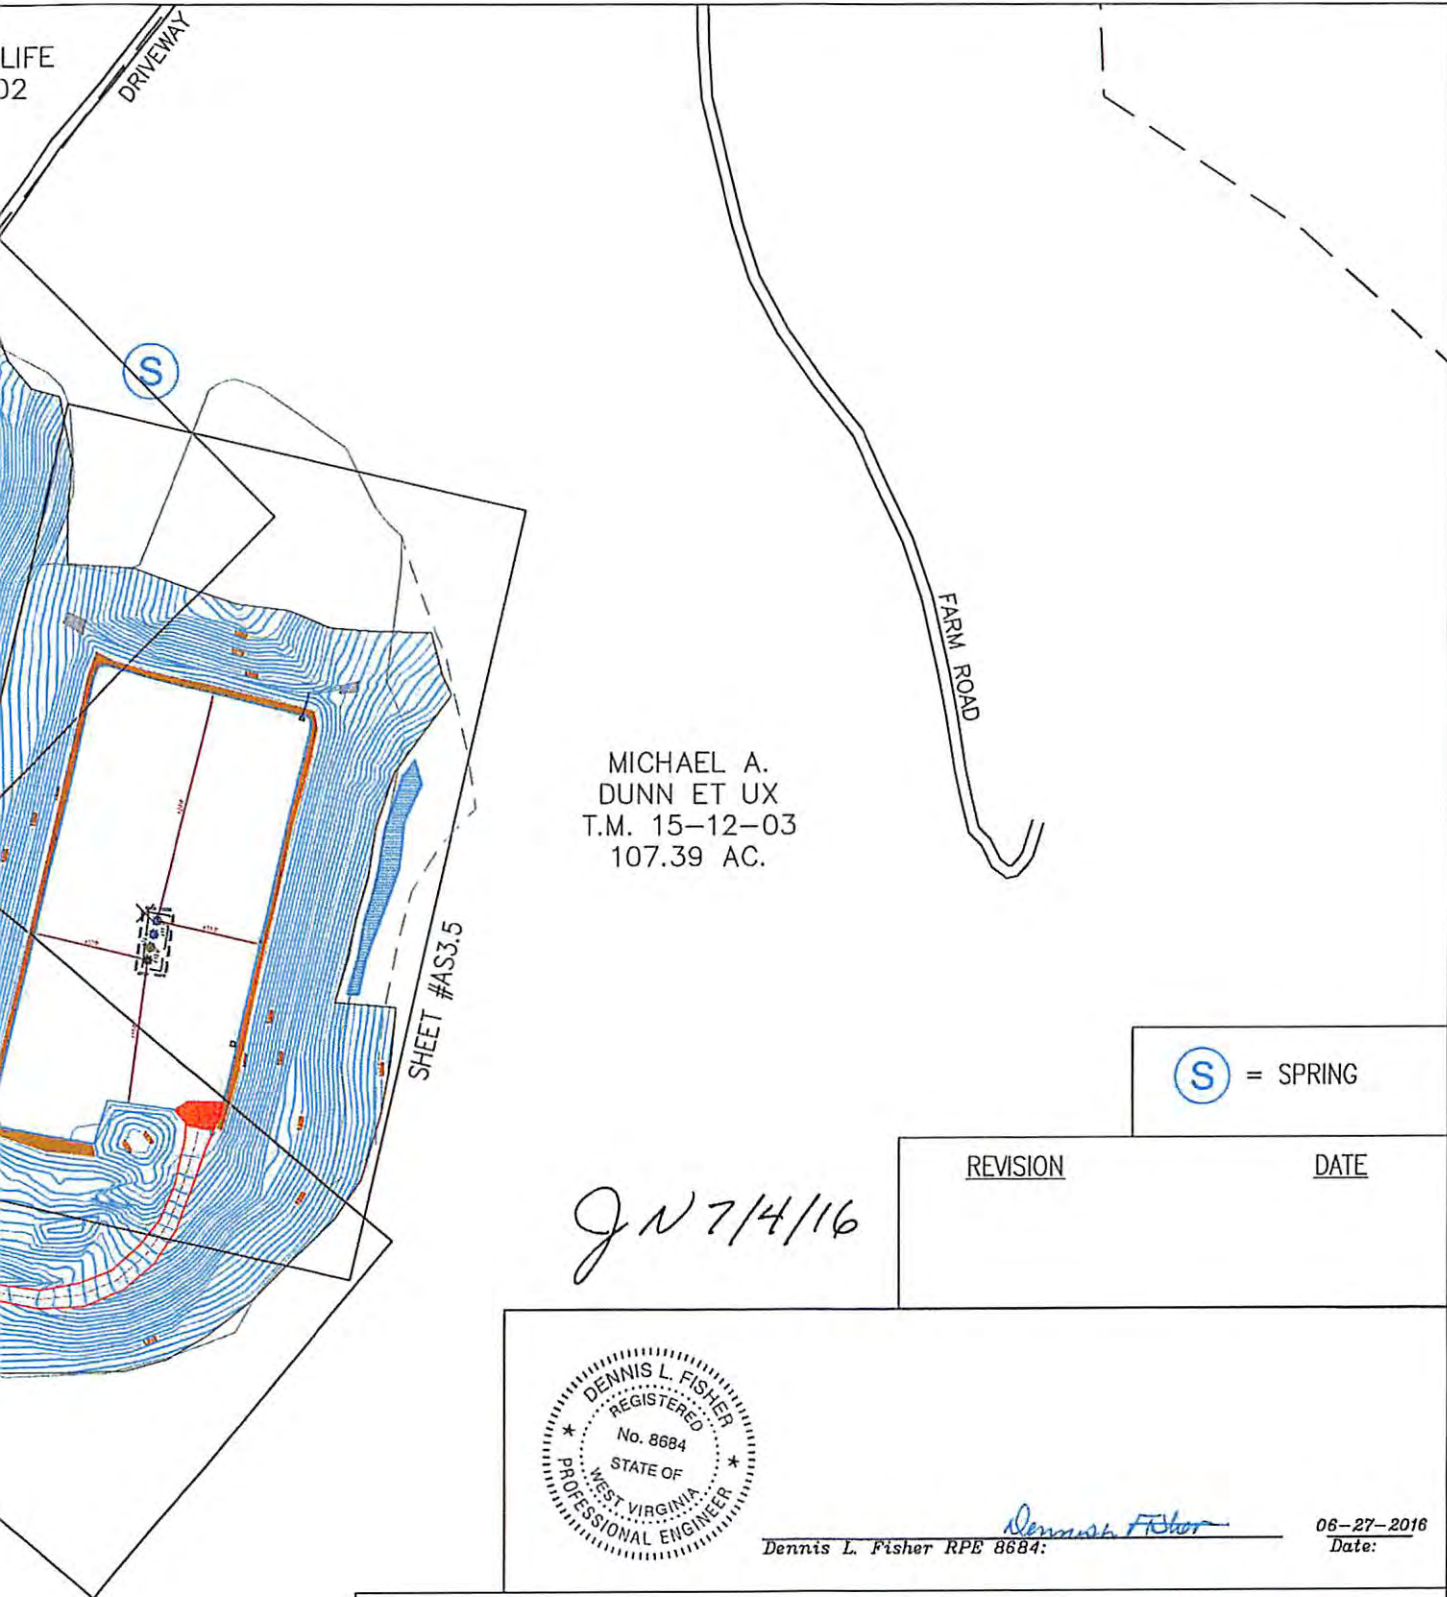 LIFE
02
DRIVEWAY
S
FARM ROAD
MICHAEL A.
DUNN ET UX
T.M. 15-12-03
107.39 AC.
SHEET #AS3.5
S = SPRING
REVISION DATE
JN 7/4/16
DENNIS L. FISHER
REGISTERED
No. 8684
STATE OF
WEST VIRGINIA
PROFESSIONAL ENGINEER
Dennis L. Fisher
06-27-2016
Dennis L. Fisher RPE 8684: Date: